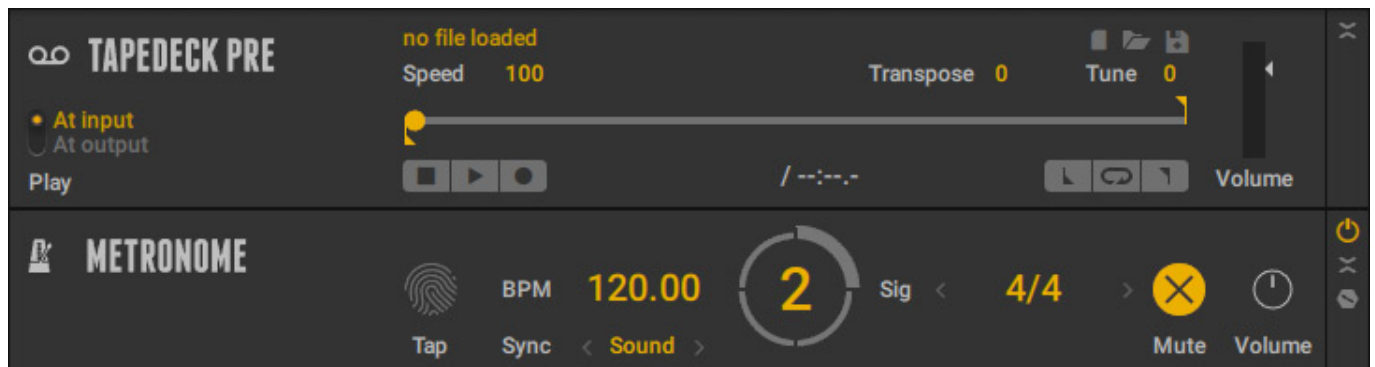 TAPEDECK PRE
no file loaded
Speed 100 Transpose 0 Tune 0
At input
At output
Play / --:--.- Volume
METRONOME
BPM 120.00 2 Sig < 4/4 >
Tap Sync < Sound > Mute Volume